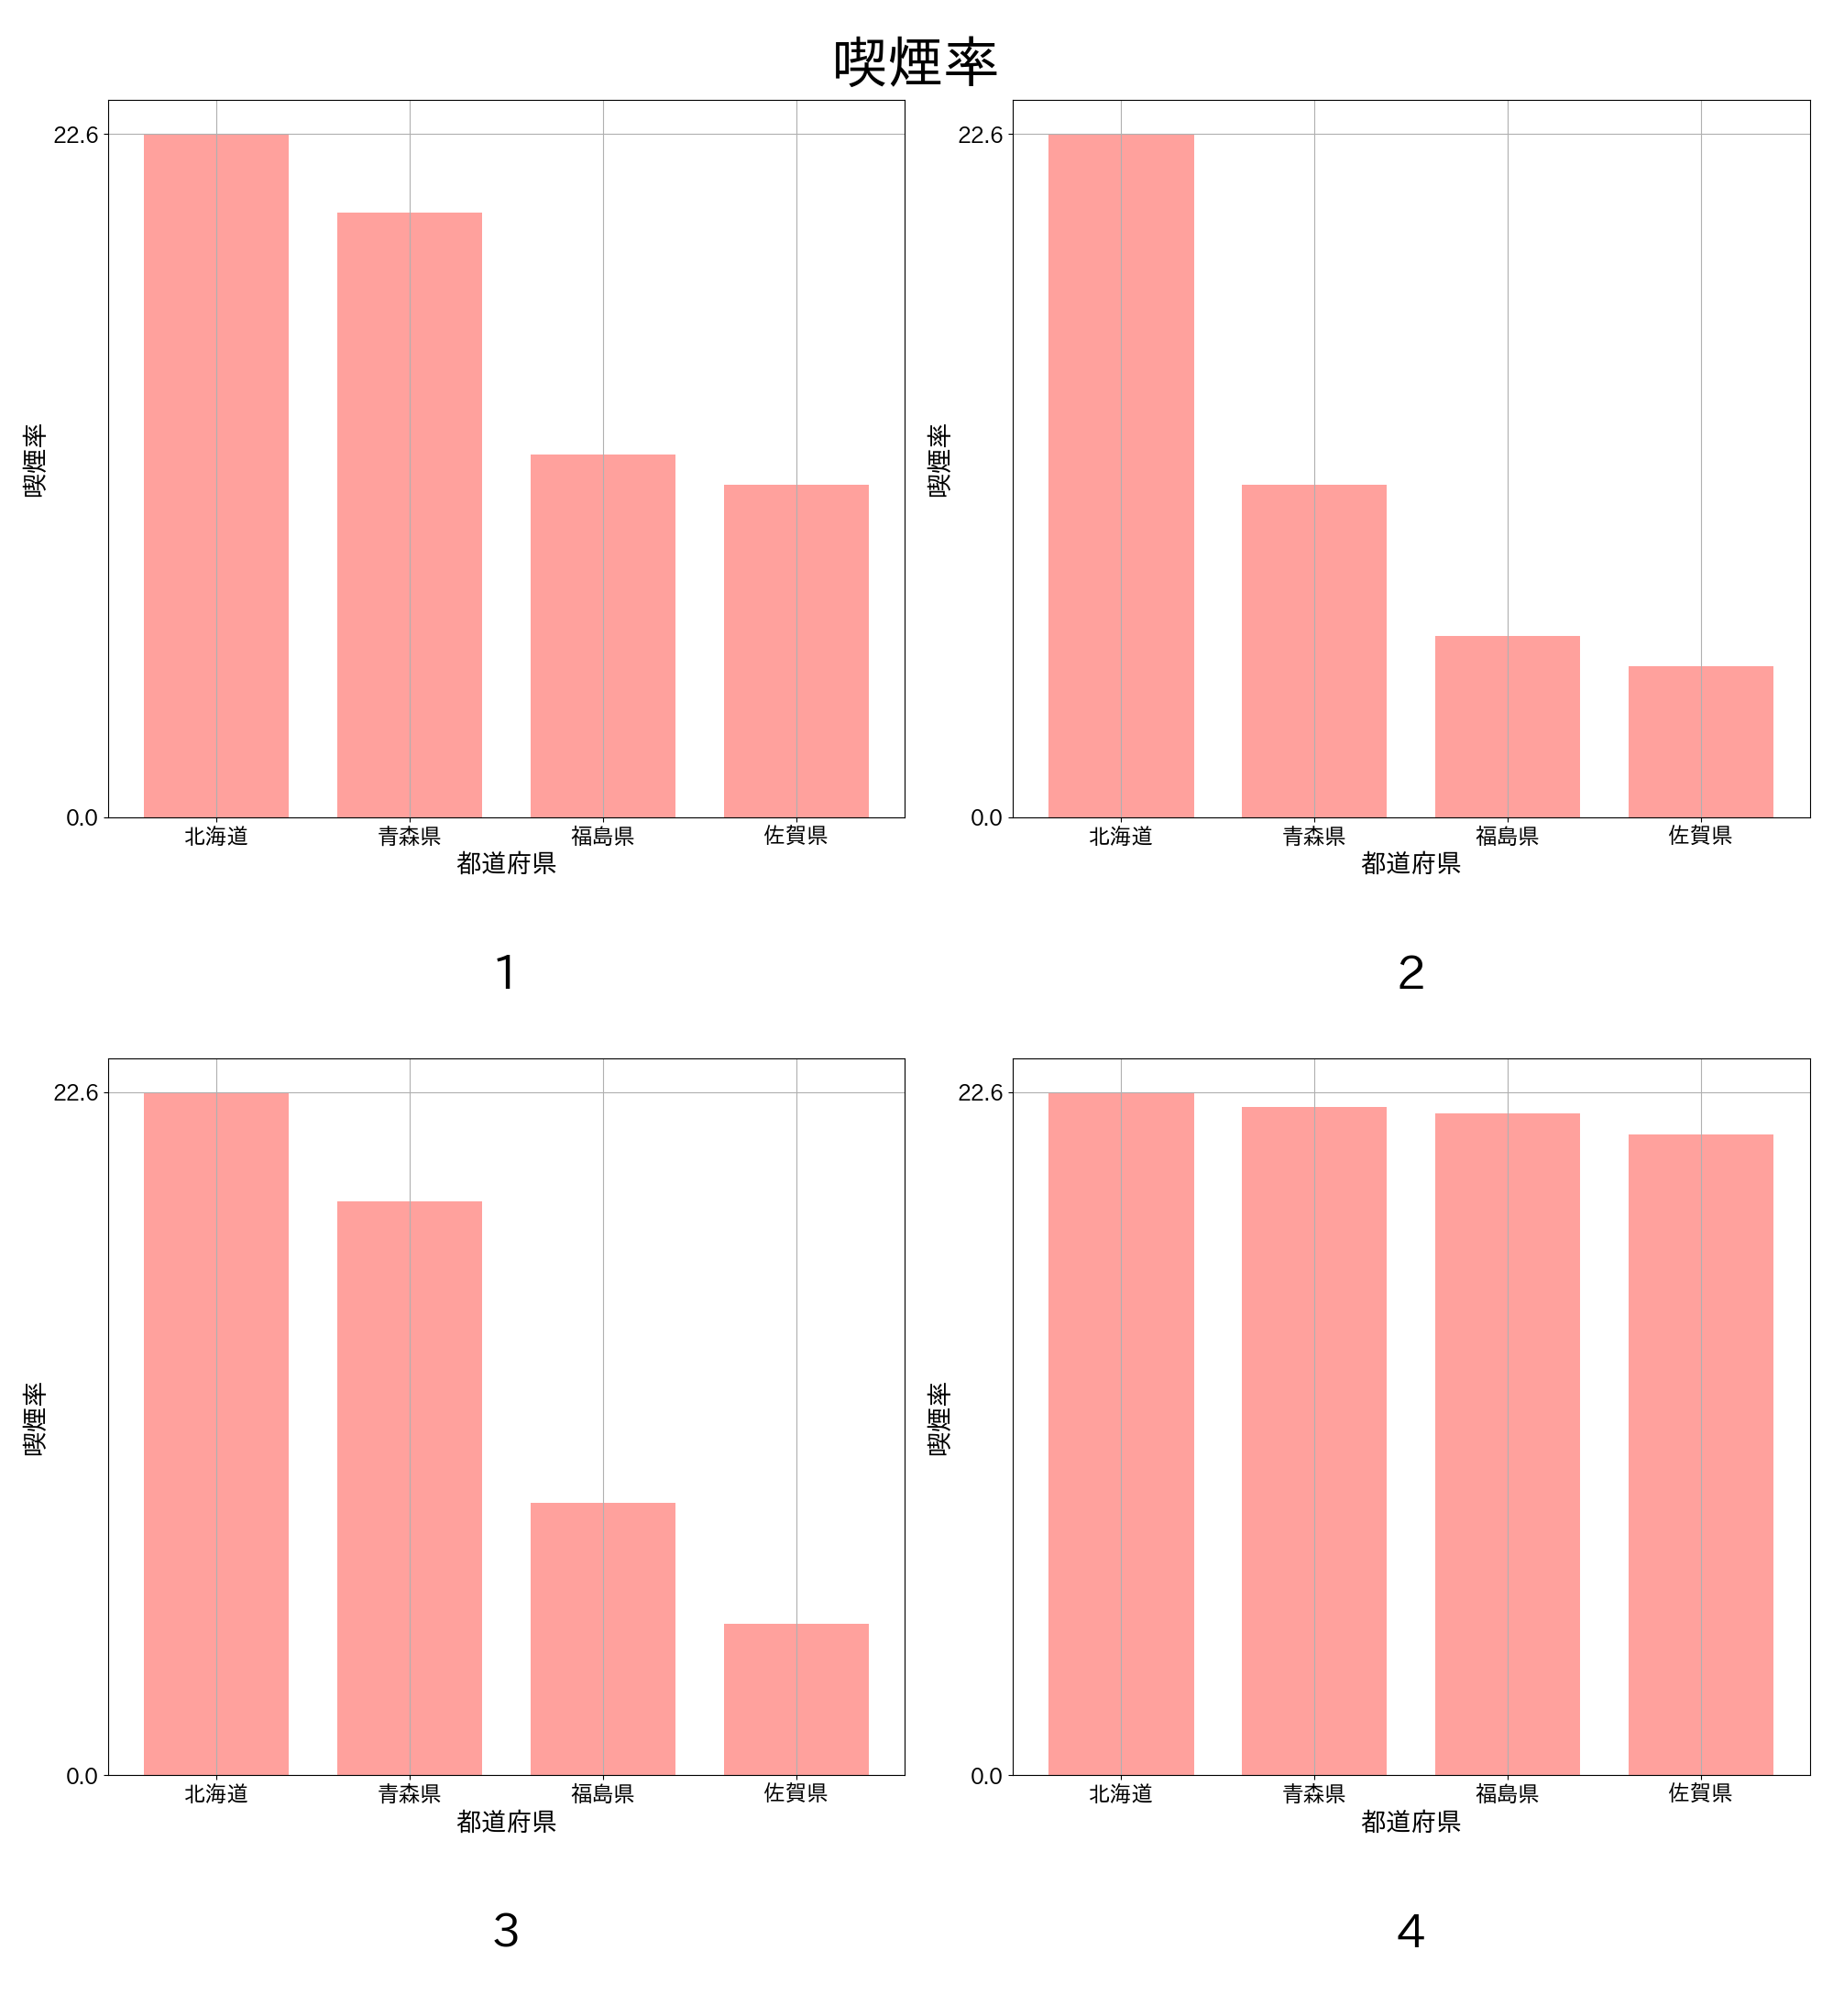 喫煙率
22.6
喫煙率
0.0
北海道 青森県 福島県 佐賀県
都道府県
1
22.6
喫煙率
0.0
北海道 青森県 福島県 佐賀県
都道府県
2
22.6
喫煙率
0.0
北海道 青森県 福島県 佐賀県
都道府県
3
22.6
喫煙率
0.0
北海道 青森県 福島県 佐賀県
都道府県
4